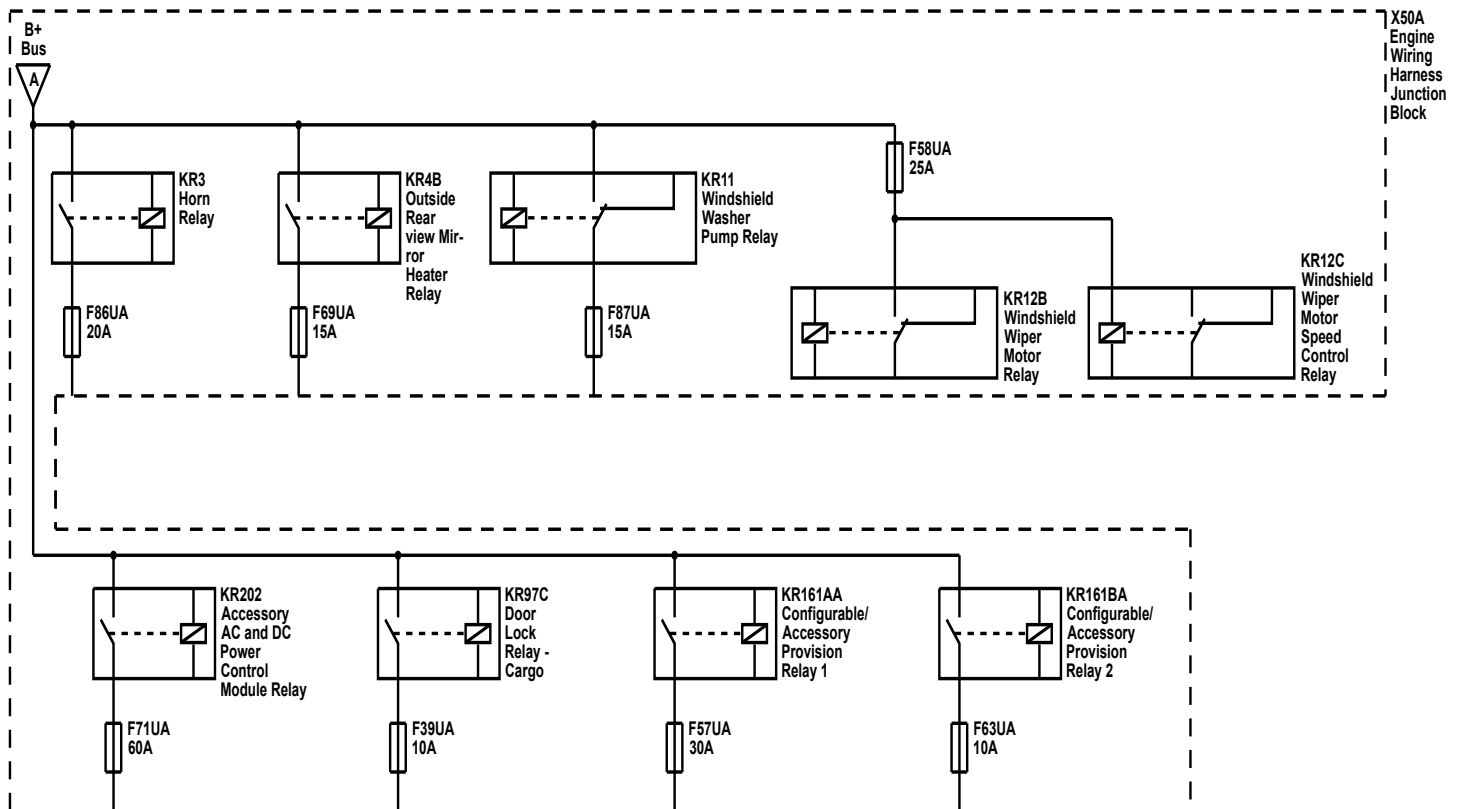 B+
Bus
A
X50A
Engine
Wiring
Harness
Junction
Block
F58UA
25A
KR3
Horn
Relay
KR4B
Outside
Rear
view Mir-
ror
Heater
Relay
KR11
Windshield
Washer
Pump Relay
KR12B
Windshield
Wiper
Motor
Relay
KR12C
Windshield
Wiper
Motor
Speed
Control
Relay
F86UA
20A
F69UA
15A
F87UA
15A
KR202
Accessory
AC and DC
Power
Control
Module Relay
KR97C
Door
Lock
Relay -
Cargo
KR161AA
Configurable/
Accessory
Provision
Relay 1
KR161BA
Configurable/
Accessory
Provision
Relay 2
F71UA
60A
F39UA
10A
F57UA
30A
F63UA
10A